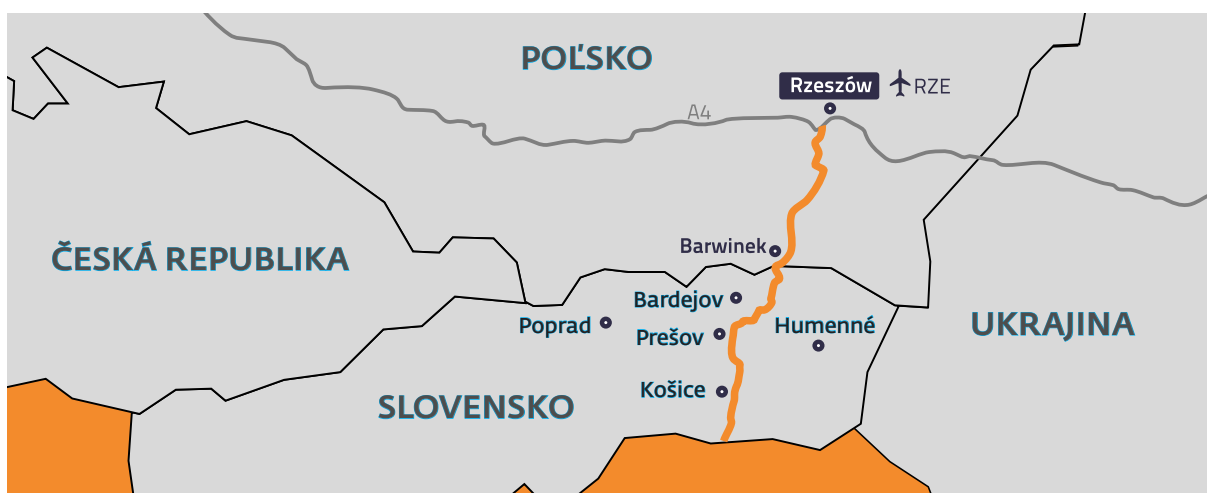 POĽSKO
Rzeszów
RZE
A4
Barwinek
ČESKÁ REPUBLIKA
Bardejov
Poprad
Humenné
UKRAJINA
Prešov
Košice
SLOVENSKO